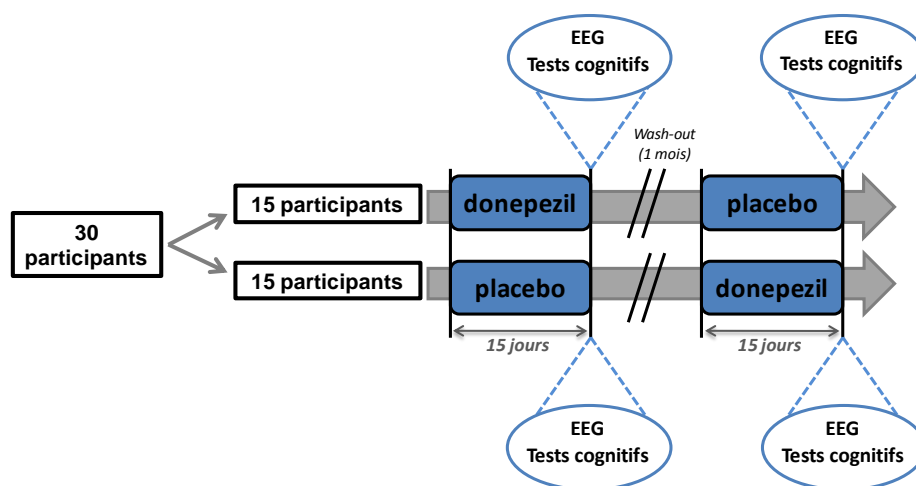 EEG
Tests cognitifs
EEG
Tests cognitifs
Wash-out
(1 mois)
30
participants
15 participants
donepezil
placebo
15 participants
placebo
donepezil
15 jours
15 jours
EEG
Tests cognitifs
EEG
Tests cognitifs